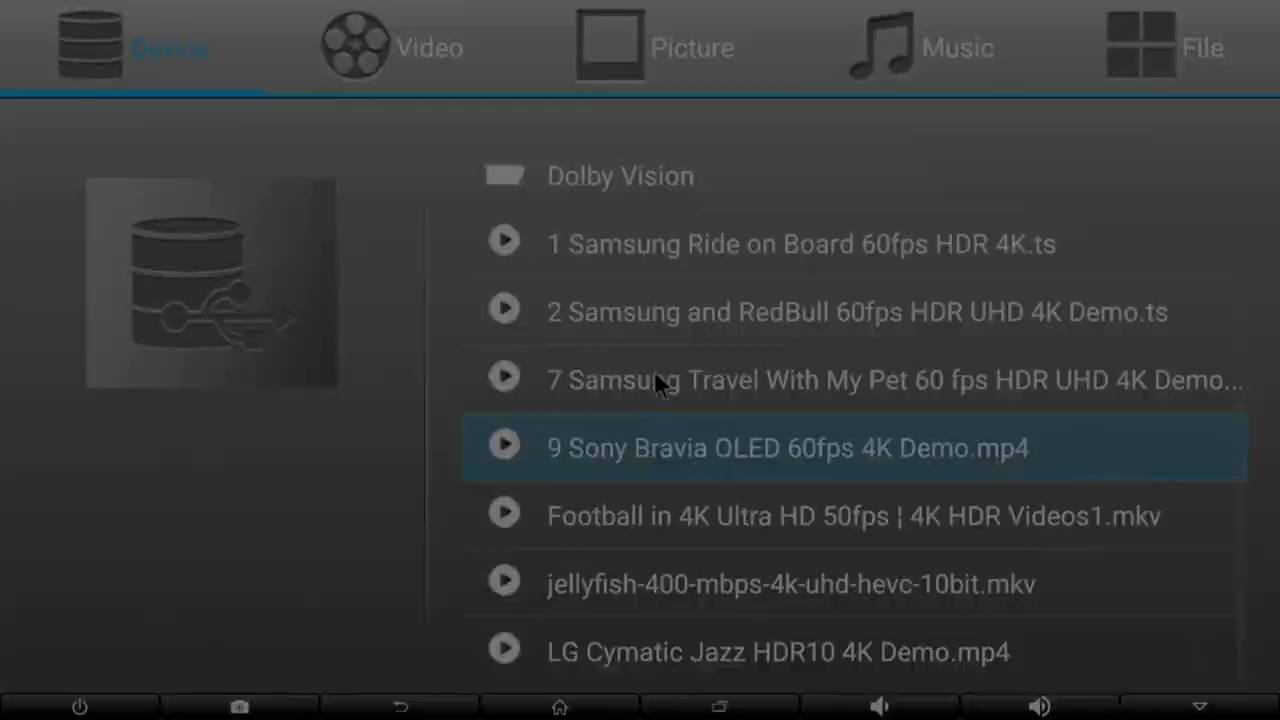 Device
Video
Picture
Music
File
Dolby Vision
1 Samsung Ride on Board 60fps HDR 4K.ts
2 Samsung and RedBull 60fps HDR UHD 4K Demo.ts
7 Samsung Travel With My Pet 60 fps HDR UHD 4K Demo...
9 Sony Bravia OLED 60fps 4K Demo.mp4
Football in 4K Ultra HD 50fps ¦ 4K HDR Videos1.mkv
jellyfish-400-mbps-4k-uhd-hevc-10bit.mkv
LG Cymatic Jazz HDR10 4K Demo.mp4